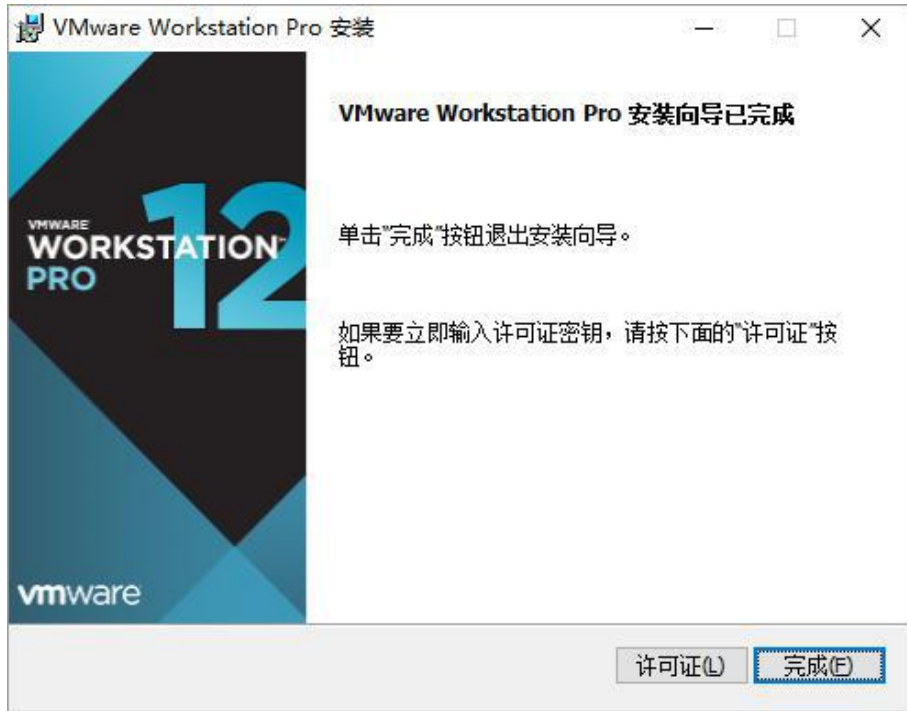 VMware Workstation Pro 安装
VMware Workstation Pro 安装向导已完成
单击"完成"按钮退出安装向导。
如果要立即输入许可证密钥，请按下面的"许可证"按
钮。
VMWARE
WORKSTATION™
PRO
12
vmware
许可证(L)
完成(F)